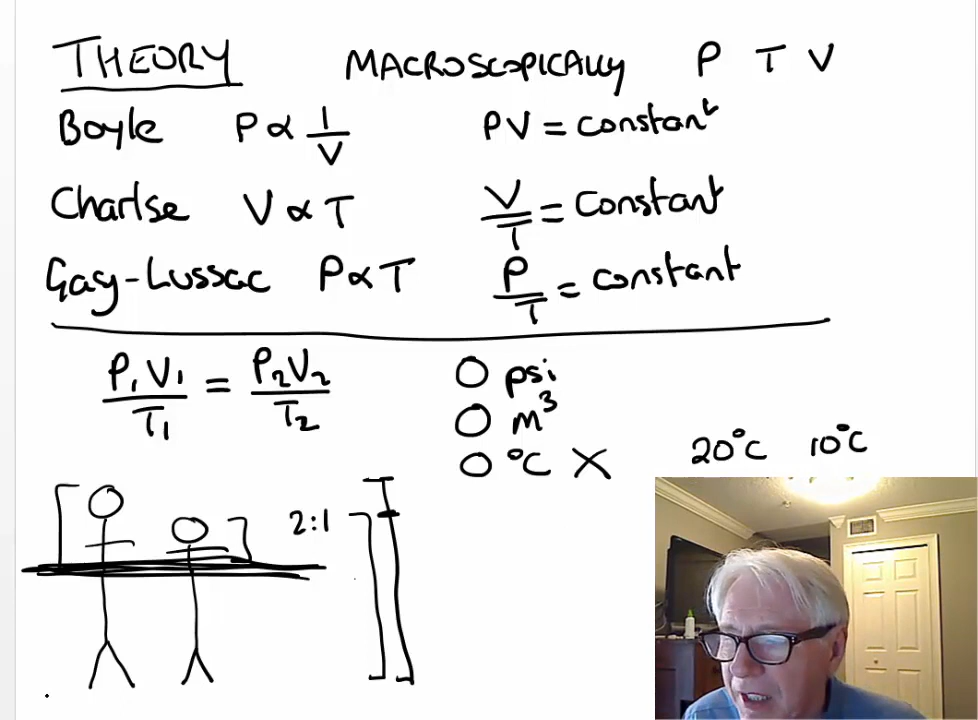 THEORY MACROSCOPICALLY P T V
Boyle P ∝ 1/V PV = constant
Charlse V ∝ T V/T = Constant
Gay-Lussac P ∝ T P/T = constant
P₁V₁/T₁ = P₂V₂/T₂ 0 psi
0 m³
0 °C X 20°C 10°C
2:1